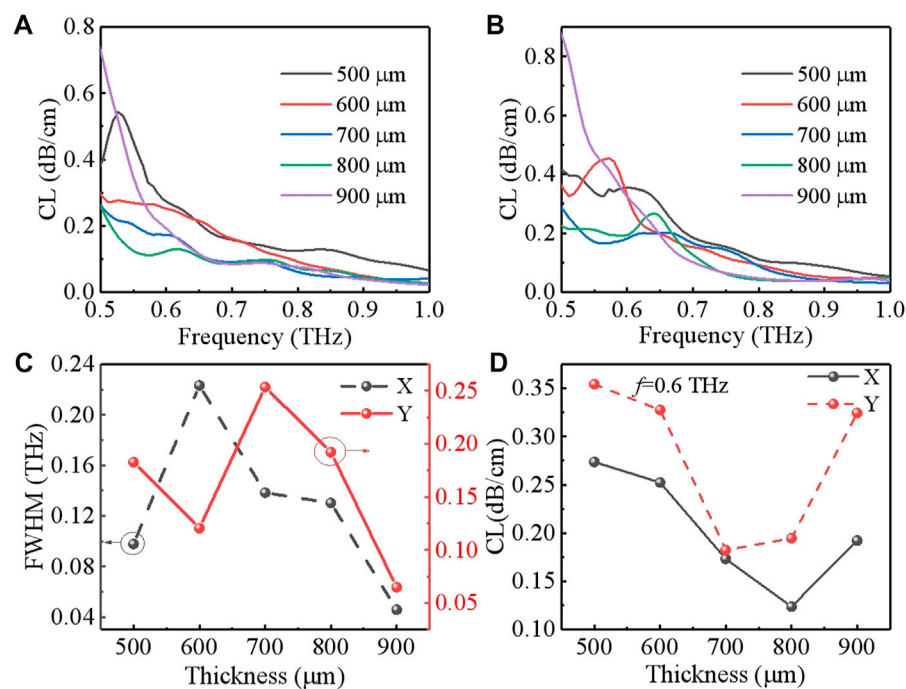 A
CL (dB/cm)
0.8
0.6
0.4
0.2
0.0
500 μm
600 μm
700 μm
800 μm
900 μm
0.5 0.6 0.7 0.8 0.9 1.0
Frequency (THz)
B
CL (dB/cm)
0.8
0.6
0.4
0.2
0.0
500 μm
600 μm
700 μm
800 μm
900 μm
0.5 0.6 0.7 0.8 0.9 1.0
Frequency (THz)
C
FWHM (THz)
0.24
0.20
0.16
0.12
0.08
0.04
X
Y
0.25
0.20
0.15
0.10
0.05
500 600 700 800 900
Thickness (μm)
D
CL(dB/cm)
0.35
0.30
0.25
0.20
0.15
0.10
f=0.6 THz
X
Y
500 600 700 800 900
Thickness (μm)